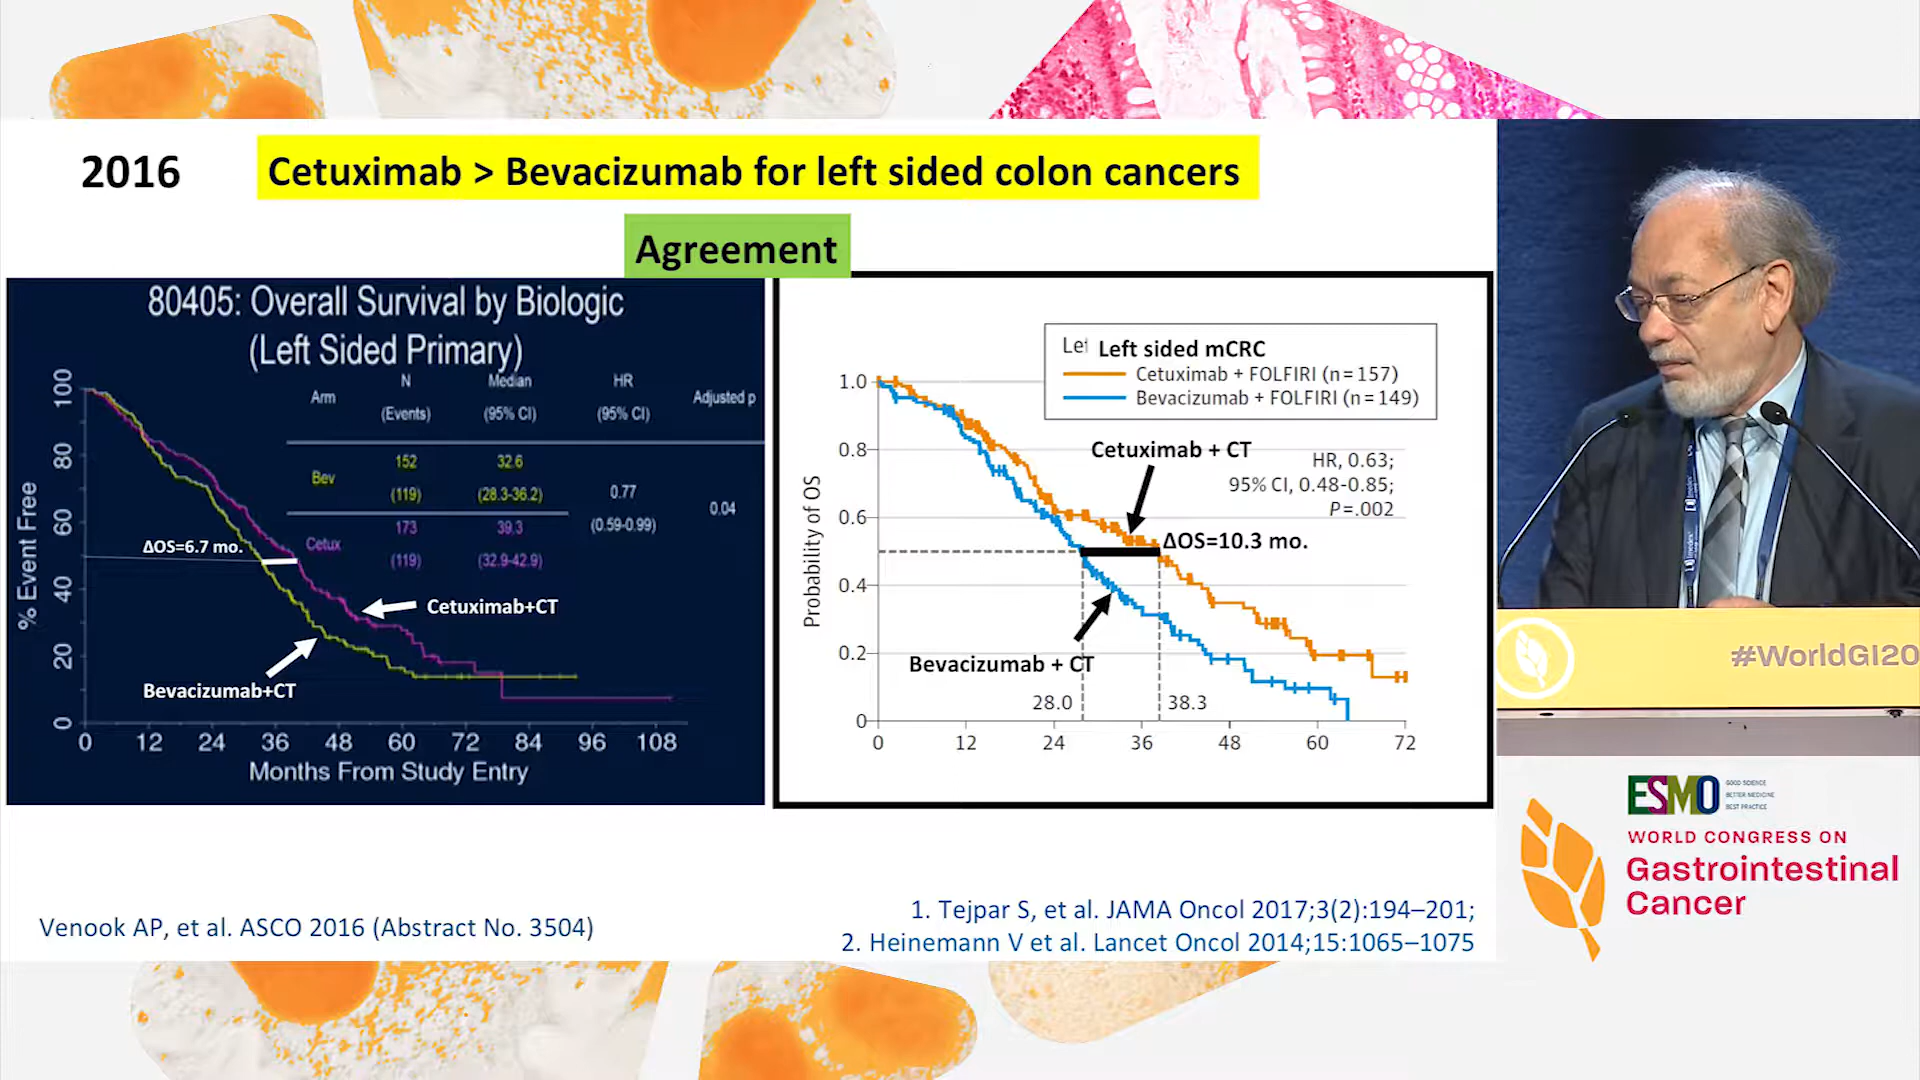 2016
Cetuximab > Bevacizumab for left sided colon cancers
Agreement
80405: Overall Survival by Biologic
(Left Sided Primary)
Arm
N
(Events)
Median
(95% CI)
HR
(95% CI)
Adjusted p
Bev
152
(119)
32.6
(28.3-36.2)
0.77
(0.59-0.99)
0.04
Cetux
173
(119)
39.3
(32.9-42.9)
ΔOS=6.7 mo.
Cetuximab+CT
Bevacizumab+CT
% Event Free
100
80
60
40
20
0
0 12 24 36 48 60 72 84 96 108
Months From Study Entry
Left sided mCRC
Cetuximab + FOLFIRI (n=157)
Bevacizumab + FOLFIRI (n=149)
Cetuximab + CT
HR, 0.63;
95% CI, 0.48-0.85;
P=.002
ΔOS=10.3 mo.
Bevacizumab + CT
28.0
38.3
Probability of OS
1.0
0.8
0.6
0.4
0.2
0
0 12 24 36 48 60 72
Venook AP, et al. ASCO 2016 (Abstract No. 3504)
1. Tejpar S, et al. JAMA Oncol 2017;3(2):194–201;
2. Heinemann V et al. Lancet Oncol 2014;15:1065–1075
#WorldGI20
ESMO
GOOD SCIENCE
BETTER MEDICINE
BEST PRACTICE
WORLD CONGRESS ON
Gastrointestinal
Cancer